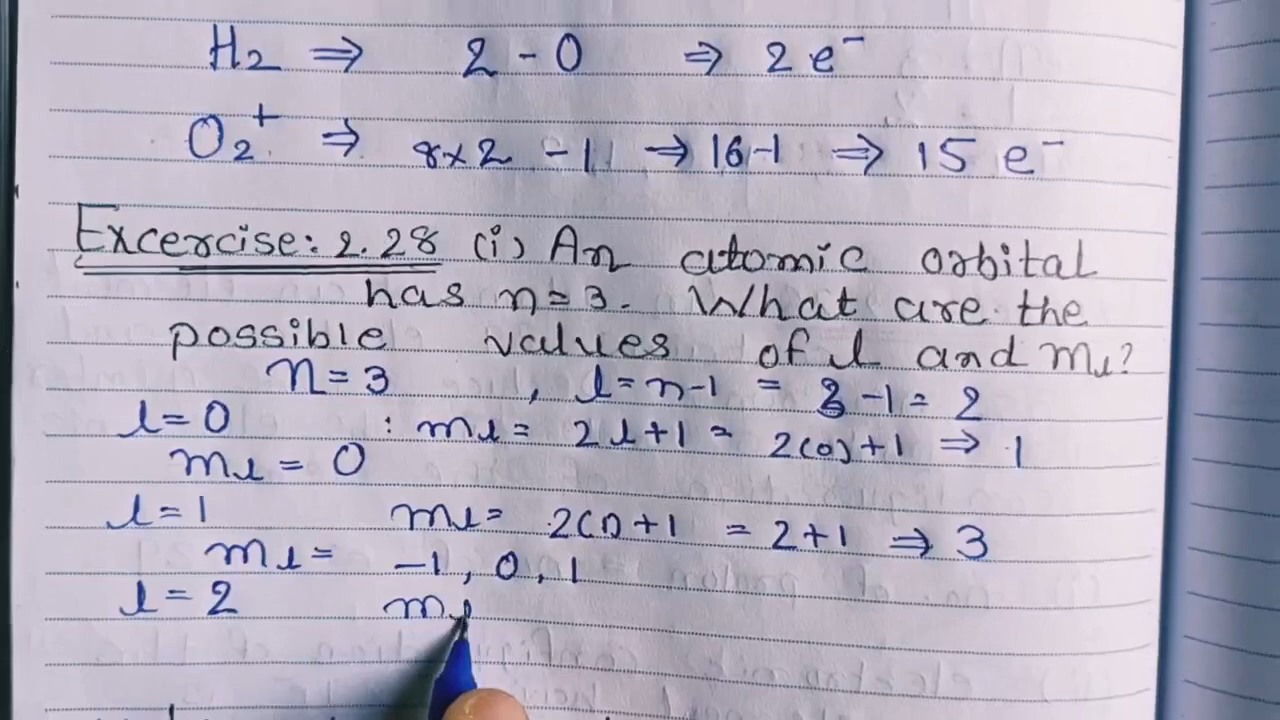 H2 ⇒ 2 - 0 ⇒ 2 e⁻
O2⁺ ⇒ 8×2 -1 ⇒ 16-1 ⇒ 15 e⁻
Excercise: 2.28 (i) An atomic orbital
has n=3. What are the
possible values of l and ml?
n=3 , l=n-1 = 3-1= 2
l=0 : ml = 2l+1 = 2(0)+1 ⇒ 1
ml = 0
l=1 ml= 2(1)+1 = 2+1 ⇒ 3
ml= -1, 0, 1
l=2 ml